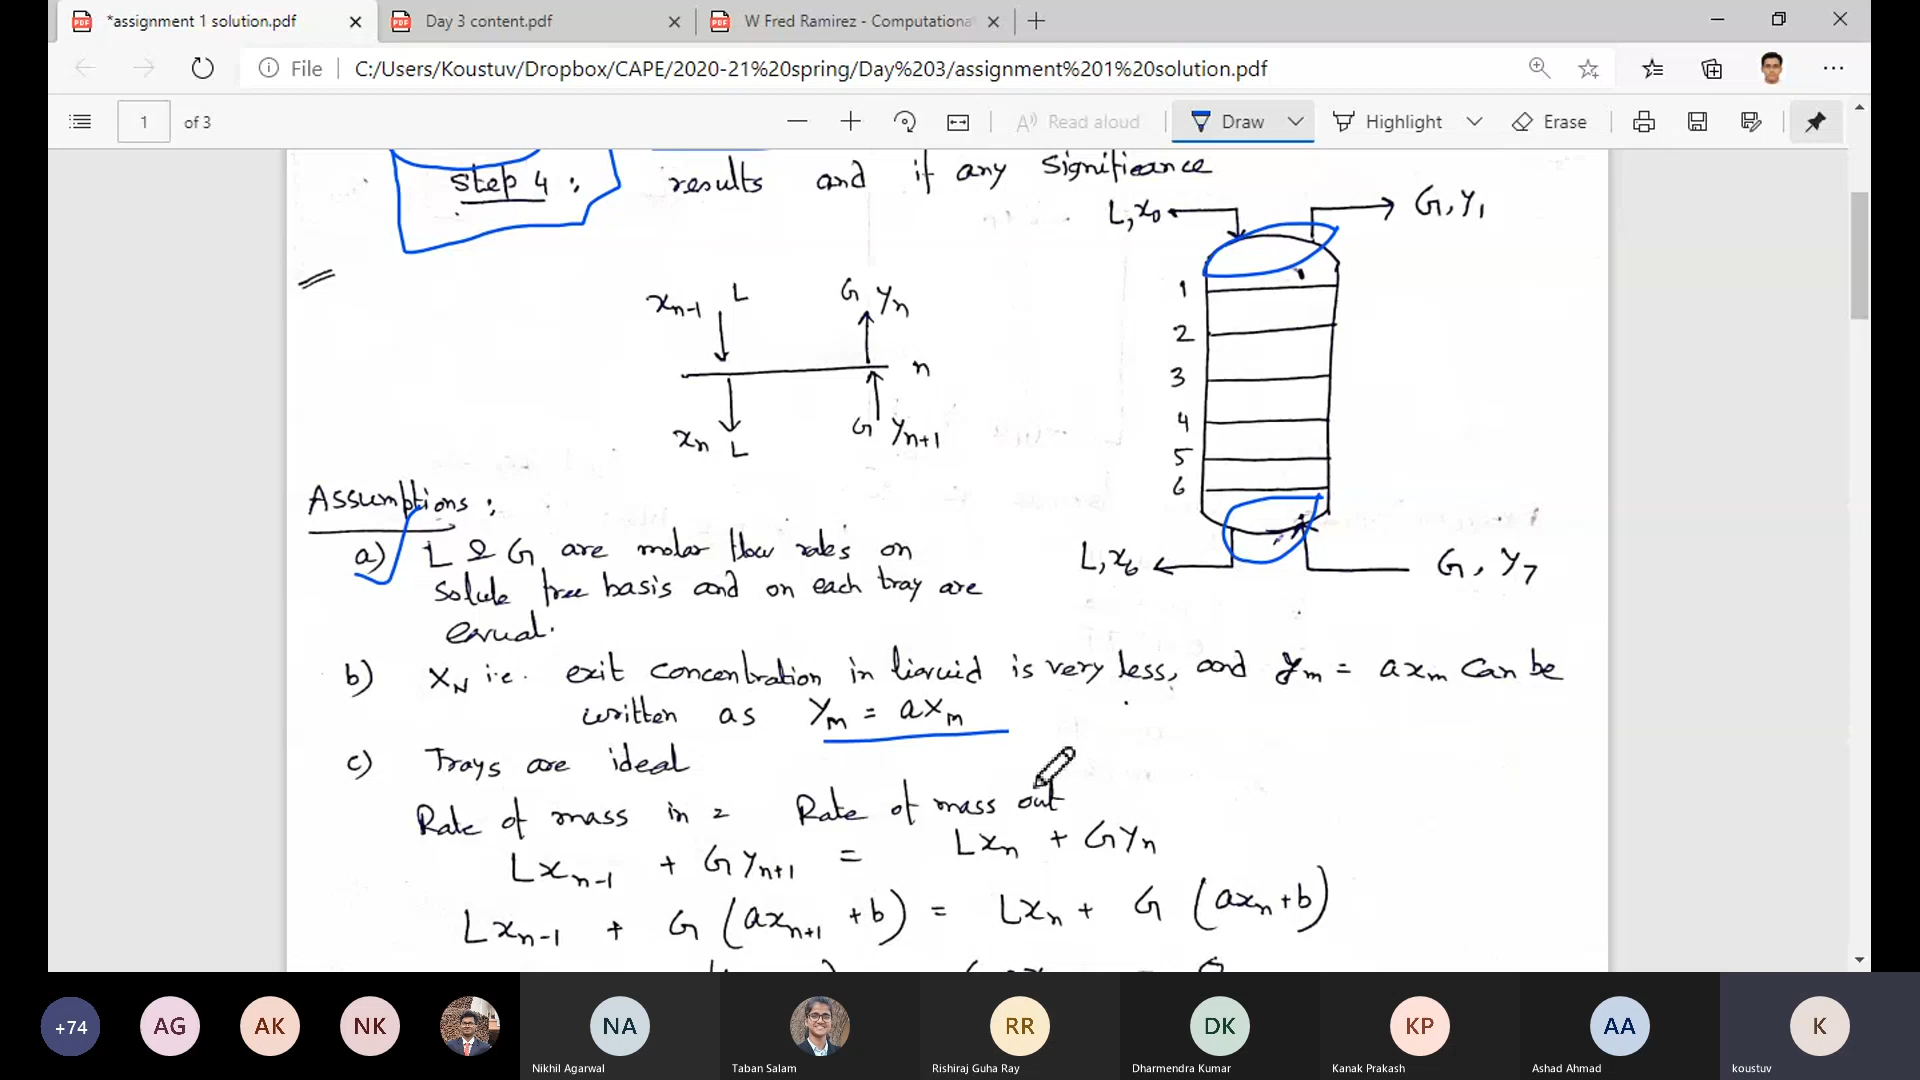 *assignment 1 solution.pdf
Day 3 content.pdf
W Fred Ramirez - Computationa
File
C:/Users/Koustuv/Dropbox/CAPE/2020-21%20spring/Day%203/assignment%201%20solution.pdf
1 of 3
Read aloud
Draw
Highlight
Erase
Step 4 : results and if any significance
L, x₀
G, Y₁
xₙ₋₁ L
G Yₙ
n
xₙ L
G Yₙ₊₁
1
2
3
4
5
6
L, x₆
G, Y₇
Assumptions :
a) L & G are molar flow rates on
solute free basis and on each tray are
equal.
b) X_N i.e. exit concentration in liquid is very less, and yₘ = axₘ can be
written as Yₘ = aXₘ
c) Trays are ideal
Rate of mass in = Rate of mass out
Lxₙ₋₁ + GYₙ₊₁ = Lxₙ + GYₙ
Lxₙ₋₁ + G (axₙ₊₁ + b) = Lxₙ + G (axₙ + b)
+74
AG
AK
NK
NA
RR
DK
KP
AA
K
Nikhil Agarwal
Taban Salam
Rishiraj Guha Ray
Dharmendra Kumar
Kanak Prakash
Ashad Ahmad
koustuv